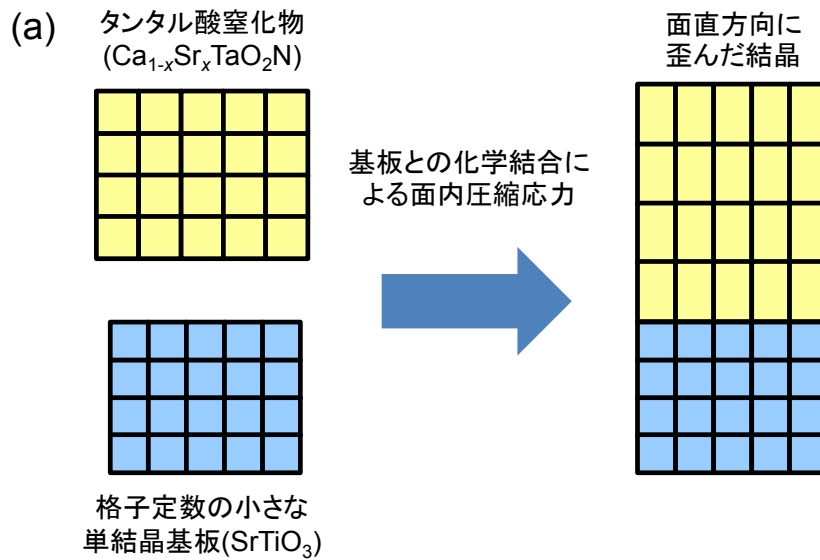 (a)
タンタル酸窒化物
(Ca1-xSrxTaO2N)
基板との化学結合に
よる面内圧縮応力
面直方向に
歪んだ結晶
格子定数の小さな
単結晶基板(SrTiO3)